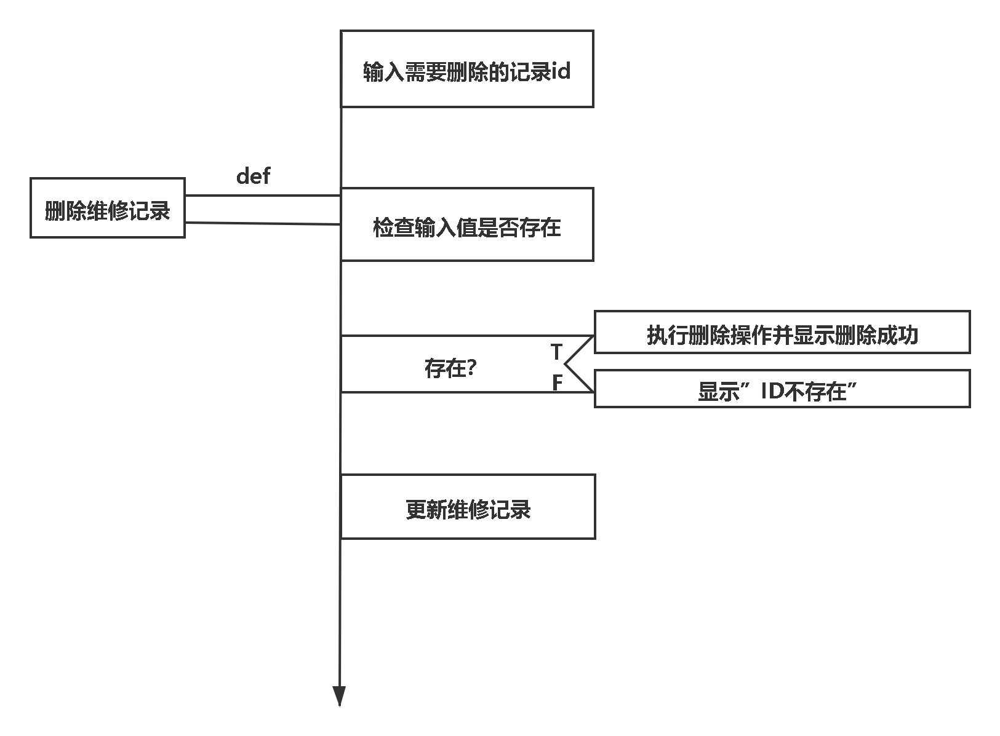 输入需要删除的记录id
def
删除维修记录
检查输入值是否存在
执行删除操作并显示删除成功
T
存在?
F
显示”ID不存在”
更新维修记录